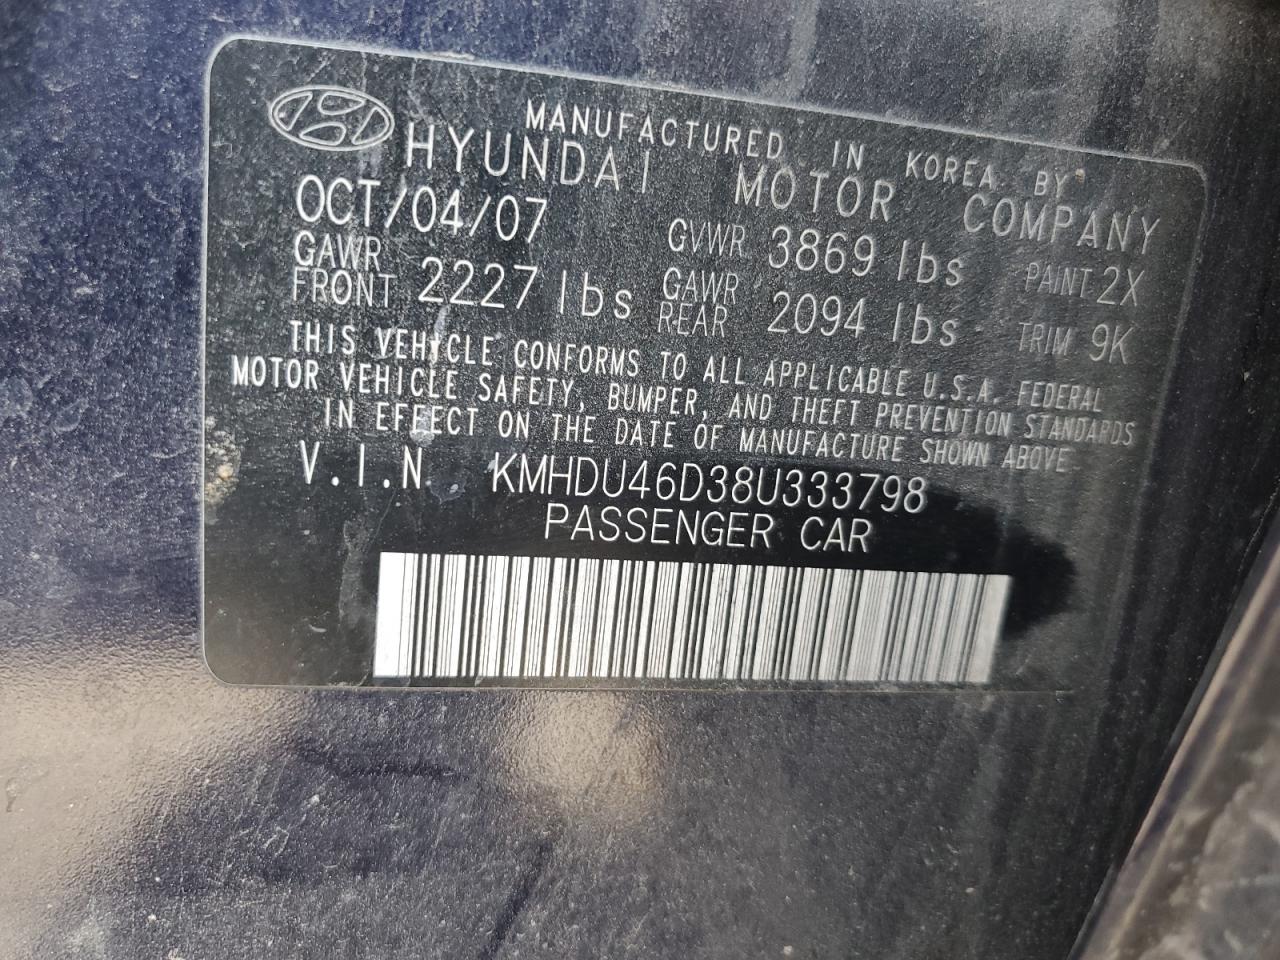 MANUFACTURED IN KOREA BY
HYUNDAI MOTOR COMPANY
OCT/04/07 GVWR 3869 lbs PAINT 2X
GAWR FRONT 2227 lbs GAWR REAR 2094 lbs TRIM 9K
THIS VEHICLE CONFORMS TO ALL APPLICABLE U.S.A. FEDERAL
MOTOR VEHICLE SAFETY, BUMPER, AND THEFT PREVENTION STANDARDS
IN EFFECT ON THE DATE OF MANUFACTURE SHOWN ABOVE
V.I.N. KMHDU46D38U333798
PASSENGER CAR